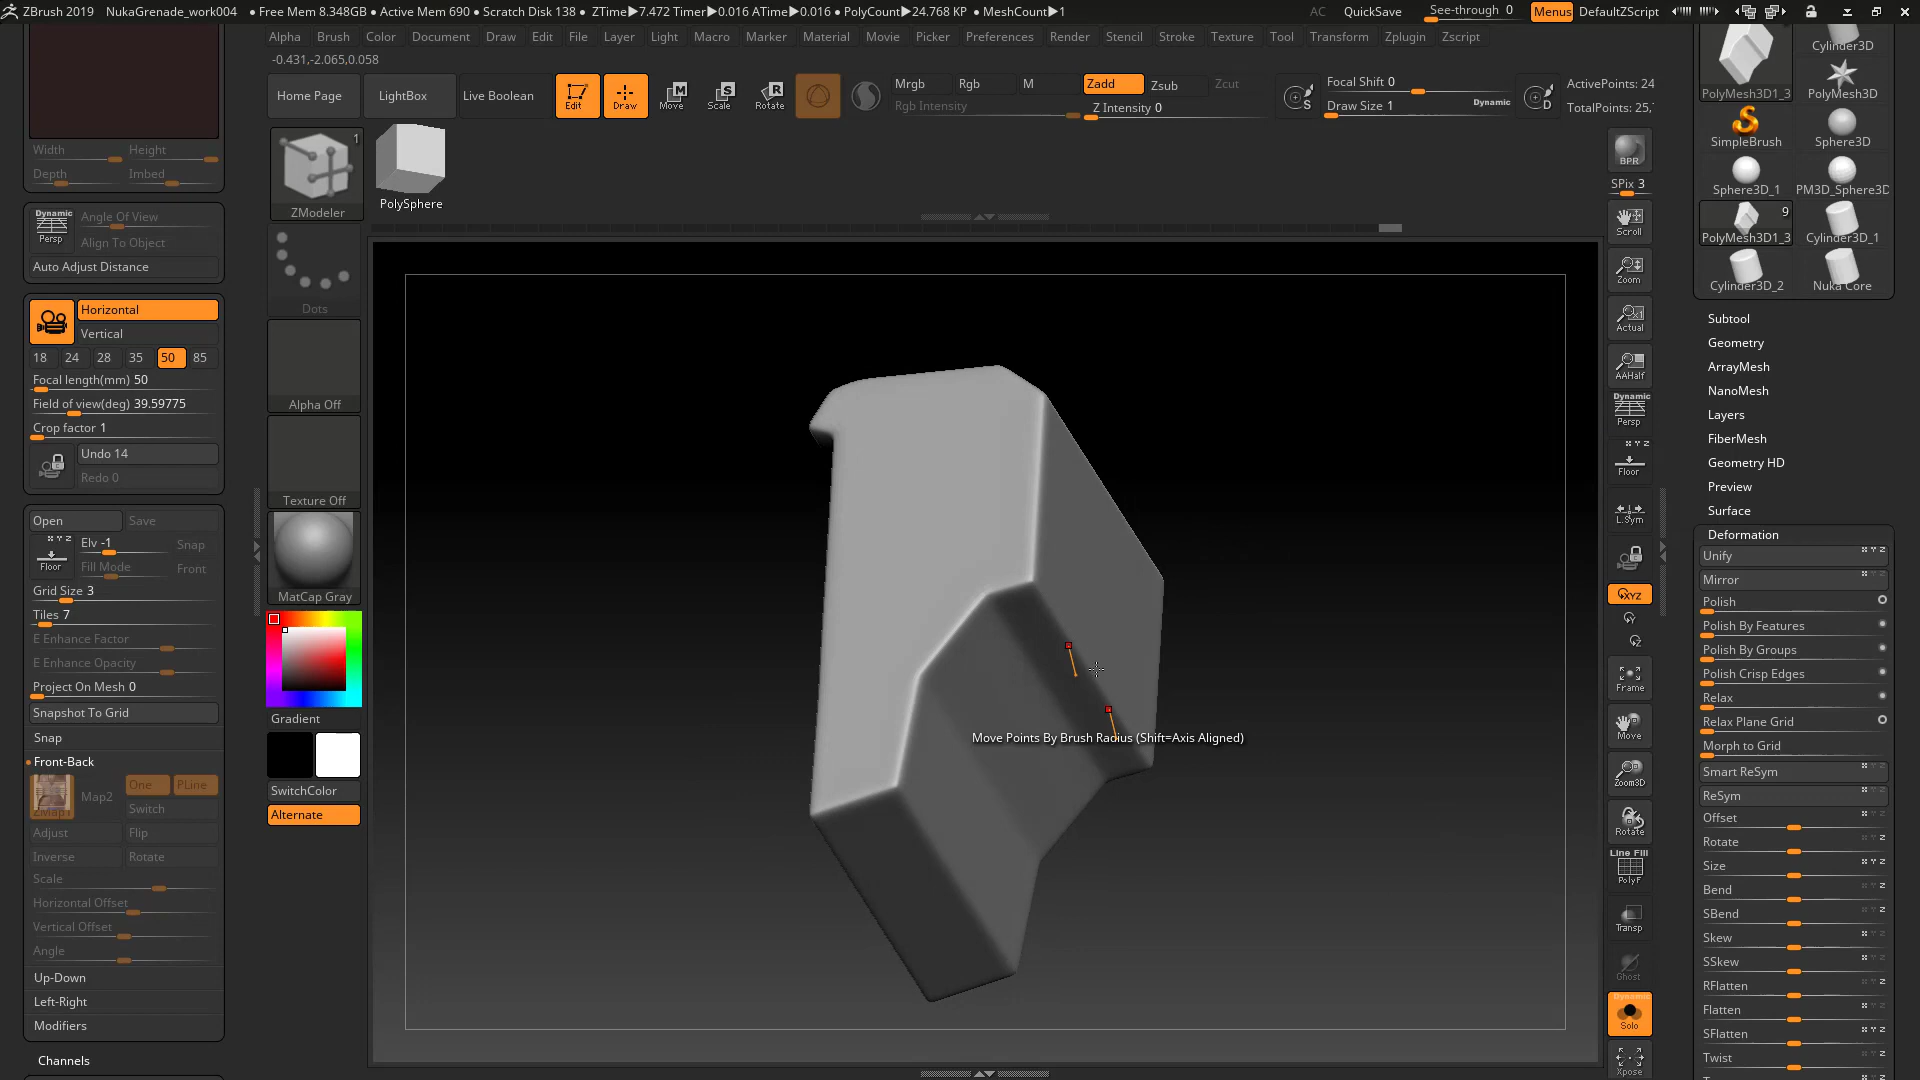 ZBrush 2019 NukaGrenade_work004 • Free Mem 8.348GB • Active Mem 690 • Scratch Disk 138 • ZTime▶7.472 Timer▶0.016 ATime▶0.016 • PolyCount▶24.768 KP • MeshCount▶1
AC QuickSave See-through 0 Menus DefaultZScript
Alpha Brush Color Document Draw Edit File Layer Light Macro Marker Material Movie Picker Preferences Render Stencil Stroke Texture Tool Transform Zplugin Zscript
-0.431,-2.065,0.058
Home Page LightBox Live Boolean Edit Draw Move Scale Rotate
Mrgb Rgb M Zadd Zsub Zcut
Rgb Intensity Z Intensity 0
Focal Shift 0
Draw Size 1 Dynamic
S D
ActivePoints: 24
TotalPoints: 25,
Width Height
Depth Imbed
Dynamic
Persp
Angle Of View
Align To Object
Auto Adjust Distance
Horizontal
Vertical
18 24 28 35 50 85
Focal length(mm) 50
Field of view(deg) 39.59775
Crop factor 1
Undo 14
Redo 0
Open Save
X Y Z
Floor
Elv -1 Snap
Fill Mode Front
Grid Size 3
Tiles 7
E Enhance Factor
E Enhance Opacity
Project On Mesh 0
Snapshot To Grid
Snap
Front-Back
Map2 One PLine
Switch
Adjust Flip
Inverse Rotate
Scale
Horizontal Offset
Vertical Offset
Angle
Up-Down
Left-Right
Modifiers
Channels
1
ZModeler
PolySphere
Dots
Alpha Off
Texture Off
MatCap Gray
Gradient
SwitchColor
Alternate
Move Points By Brush Radius (Shift=Axis Aligned)
BPR
SPix 3
Scroll
Zoom
Actual
AAHalf
Dynamic
Persp
X Y Z
Floor
L.Sym
XYZ
Frame
Move
Zoom3D
Rotate
Line Fill
PolyF
Transp
Ghost
Dynamic
Solo
Xpose
Cylinder3D
PolyMesh3D1_3 PolyMesh3D
SimpleBrush Sphere3D
Sphere3D_1 PM3D_Sphere3D
9
PolyMesh3D1_3 Cylinder3D_1
Cylinder3D_2 Nuka Core
Subtool
Geometry
ArrayMesh
NanoMesh
Layers
FiberMesh
Geometry HD
Preview
Surface
Deformation
Unify
Mirror
Polish
Polish By Features
Polish By Groups
Polish Crisp Edges
Relax
Relax Plane Grid
Morph to Grid
Smart ReSym
ReSym
Offset
Rotate
Size
Bend
SBend
Skew
SSkew
RFlatten
Flatten
SFlatten
Twist